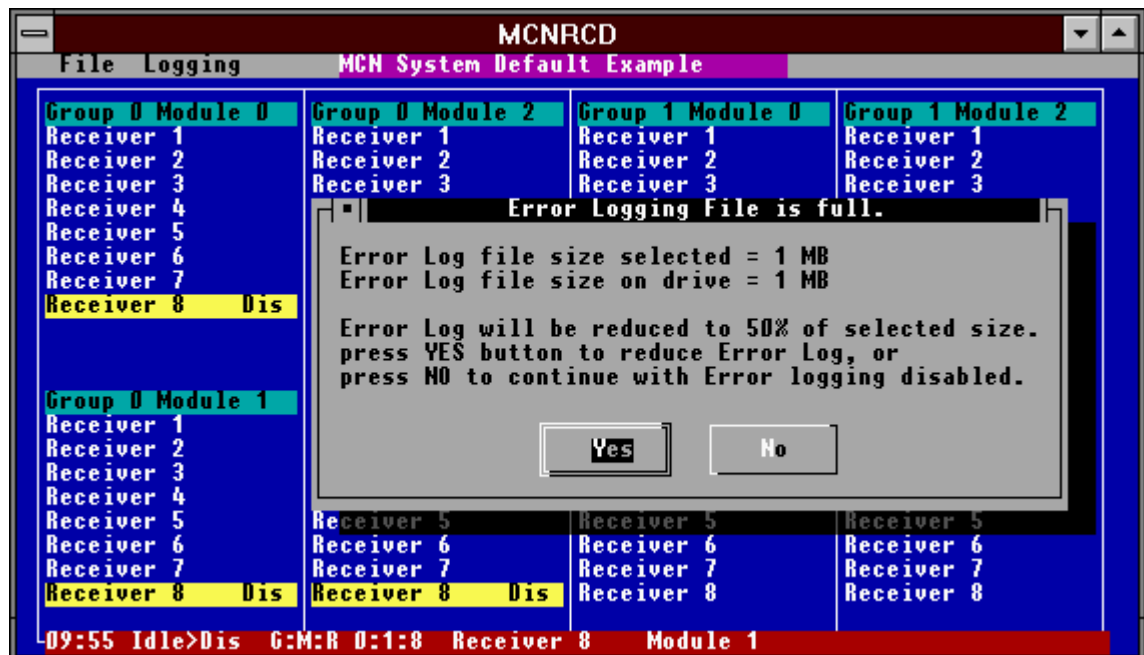 MCNRCD
File Logging MCN System Default Example
Group 0 Module 0
Receiver 1
Receiver 2
Receiver 3
Receiver 4
Receiver 5
Receiver 6
Receiver 7
Receiver 8 Dis
Group 0 Module 2
Receiver 1
Receiver 2
Receiver 3
Group 1 Module 0
Receiver 1
Receiver 2
Receiver 3
Group 1 Module 2
Receiver 1
Receiver 2
Receiver 3
Error Logging File is full.
Error Log file size selected = 1 MB
Error Log file size on drive = 1 MB
Error Log will be reduced to 50% of selected size.
press YES button to reduce Error Log, or
press NO to continue with Error logging disabled.
Yes No
Group 0 Module 1
Receiver 1
Receiver 2
Receiver 3
Receiver 4
Receiver 5
Receiver 6
Receiver 7
Receiver 8 Dis
Receiver 5
Receiver 6
Receiver 7
Receiver 8 Dis
Receiver 5
Receiver 6
Receiver 7
Receiver 8
Receiver 5
Receiver 6
Receiver 7
Receiver 8
09:55 Idle>Dis G:M:R 0:1:8 Receiver 8 Module 1